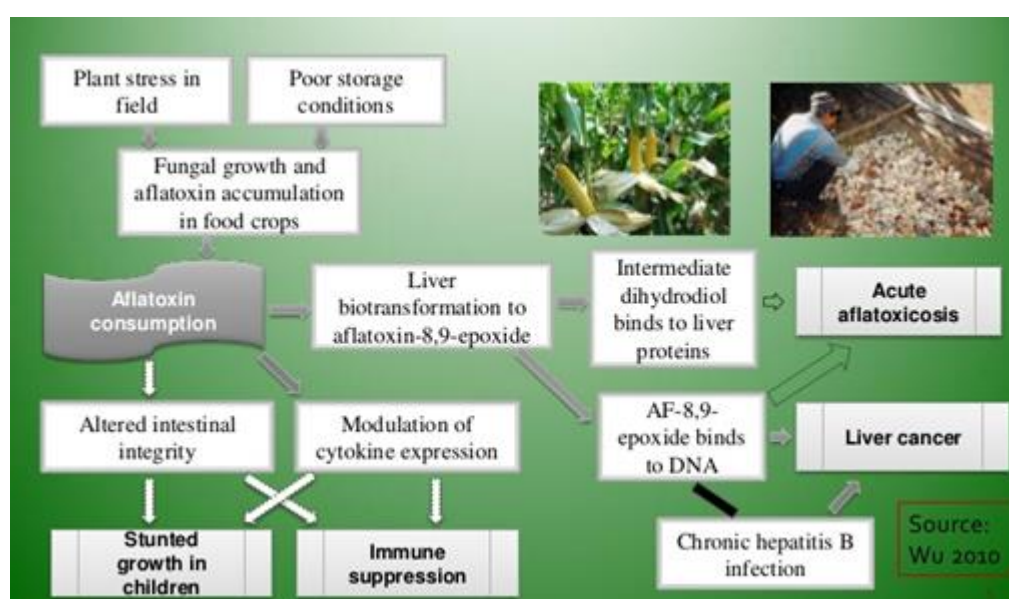 Plant stress in
field
Poor storage
conditions
Fungal growth and
aflatoxin accumulation
in food crops
Aflatoxin
consumption
Liver
biotransformation to
aflatoxin-8,9-epoxide
Intermediate
dihydrodiol
binds to liver
proteins
Acute
aflatoxicosis
Altered intestinal
integrity
Modulation of
cytokine expression
AF-8,9-
epoxide binds
to DNA
Liver cancer
Stunted
growth in
children
Immune
suppression
Chronic hepatitis B
infection
Source:
Wu 2010